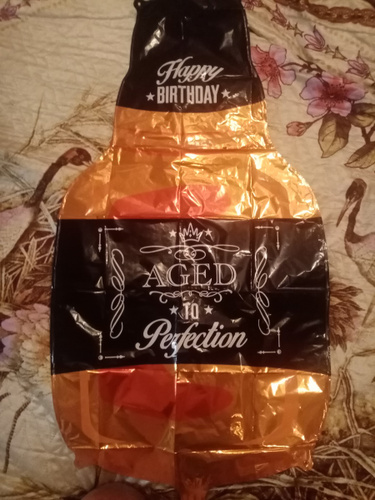 Happy
BIRTHDAY
AGED
TO
Perfection